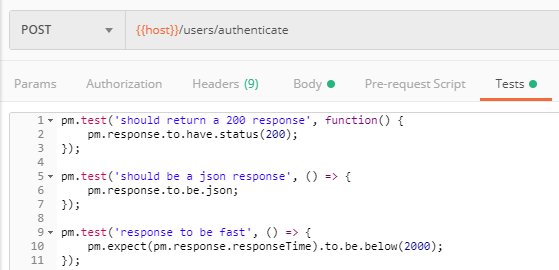 POST {{host}}/users/authenticate
Params Authorization Headers (9) Body Pre-request Script Tests
1 pm.test('should return a 200 response', function() {
2 pm.response.to.have.status(200);
3 });
4
5 pm.test('should be a json response', () => {
6 pm.response.to.be.json;
7 });
8
9 pm.test('response to be fast', () => {
10 pm.expect(pm.response.responseTime).to.be.below(2000);
11 });